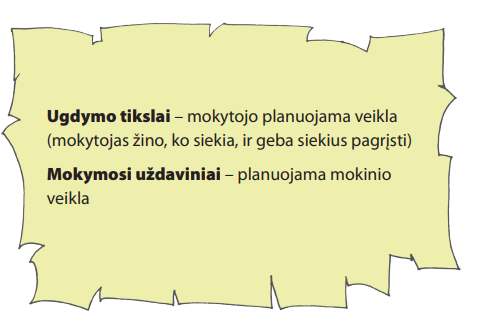 Ugdymo tikslai – mokytojo planuojama veikla
(mokytojas žino, ko siekia, ir geba siekius pagrįsti)
Mokymosi uždaviniai – planuojama mokinio
veikla